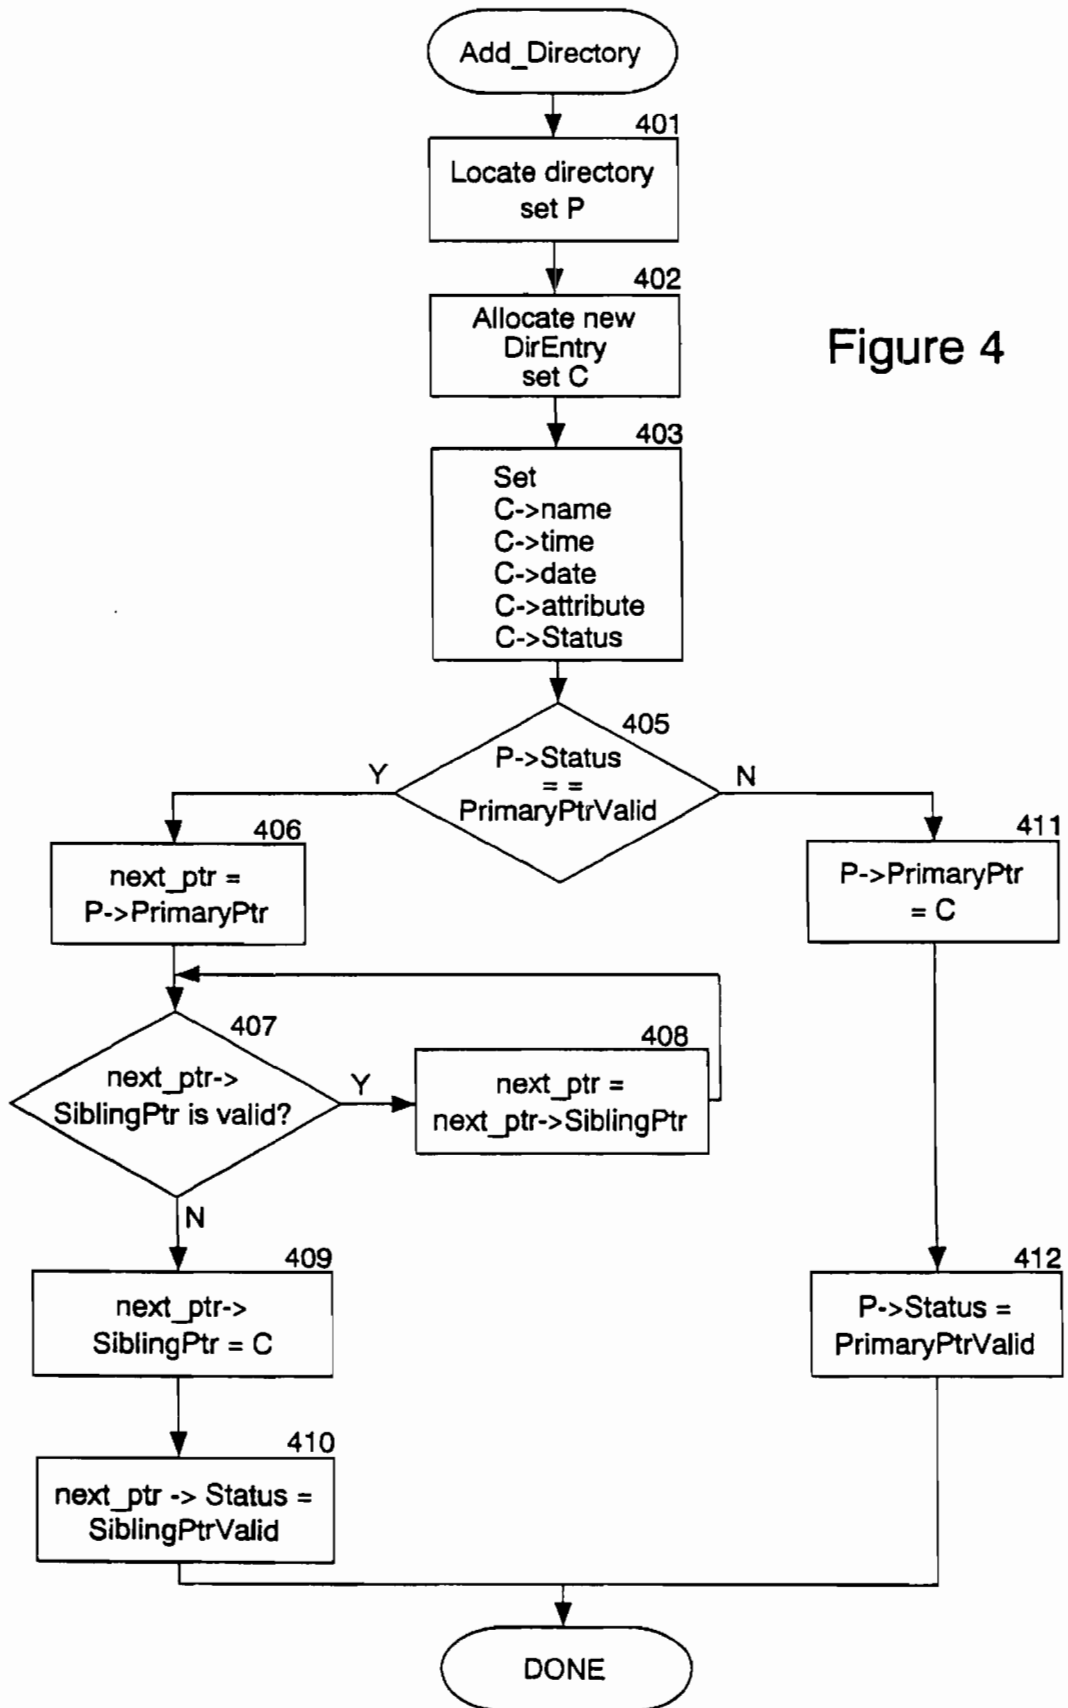 Add_Directory
401
Locate directory
set P
402
Allocate new
DirEntry
set C
Figure 4
403
Set
C->name
C->time
C->date
C->attribute
C->Status
405
P->Status
= =
PrimaryPtrValid
Y
N
406
next_ptr =
P->PrimaryPtr
411
P->PrimaryPtr
= C
407
next_ptr->
SiblingPtr is valid?
Y
N
408
next_ptr =
next_ptr->SiblingPtr
409
next_ptr->
SiblingPtr = C
412
P->Status =
PrimaryPtrValid
410
next_ptr -> Status =
SiblingPtrValid
DONE